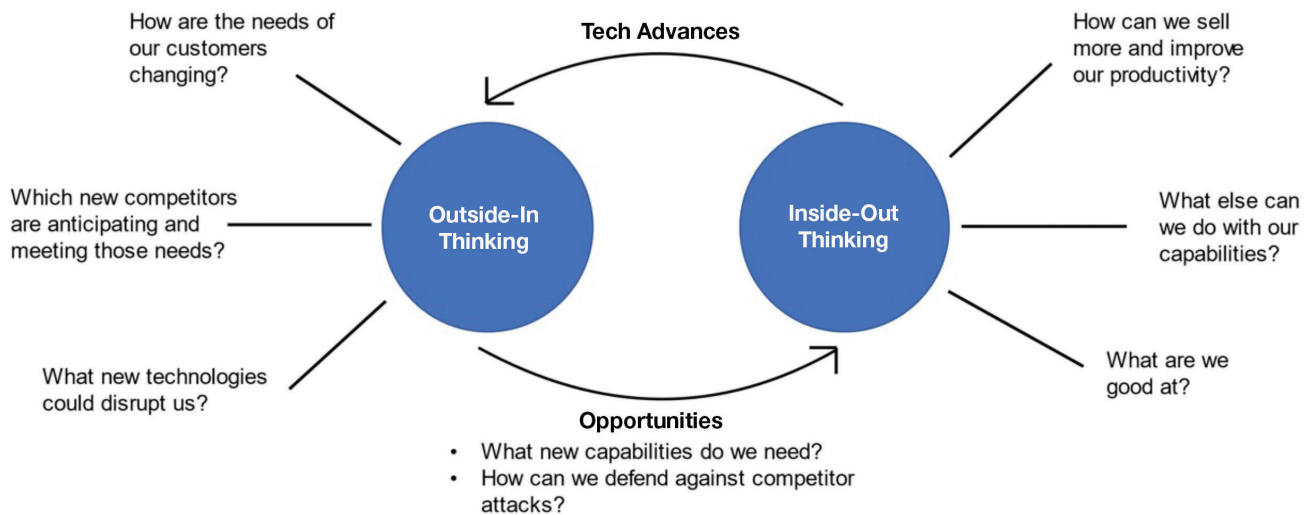 How are the needs of
our customers
changing?
Tech Advances
How can we sell
more and improve
our productivity?
Which new competitors
are anticipating and
meeting those needs?
Outside-In
Thinking
Inside-Out
Thinking
What else can
we do with our
capabilities?
What new technologies
could disrupt us?
What are we
good at?
Opportunities
• What new capabilities do we need?
• How can we defend against competitor
attacks?